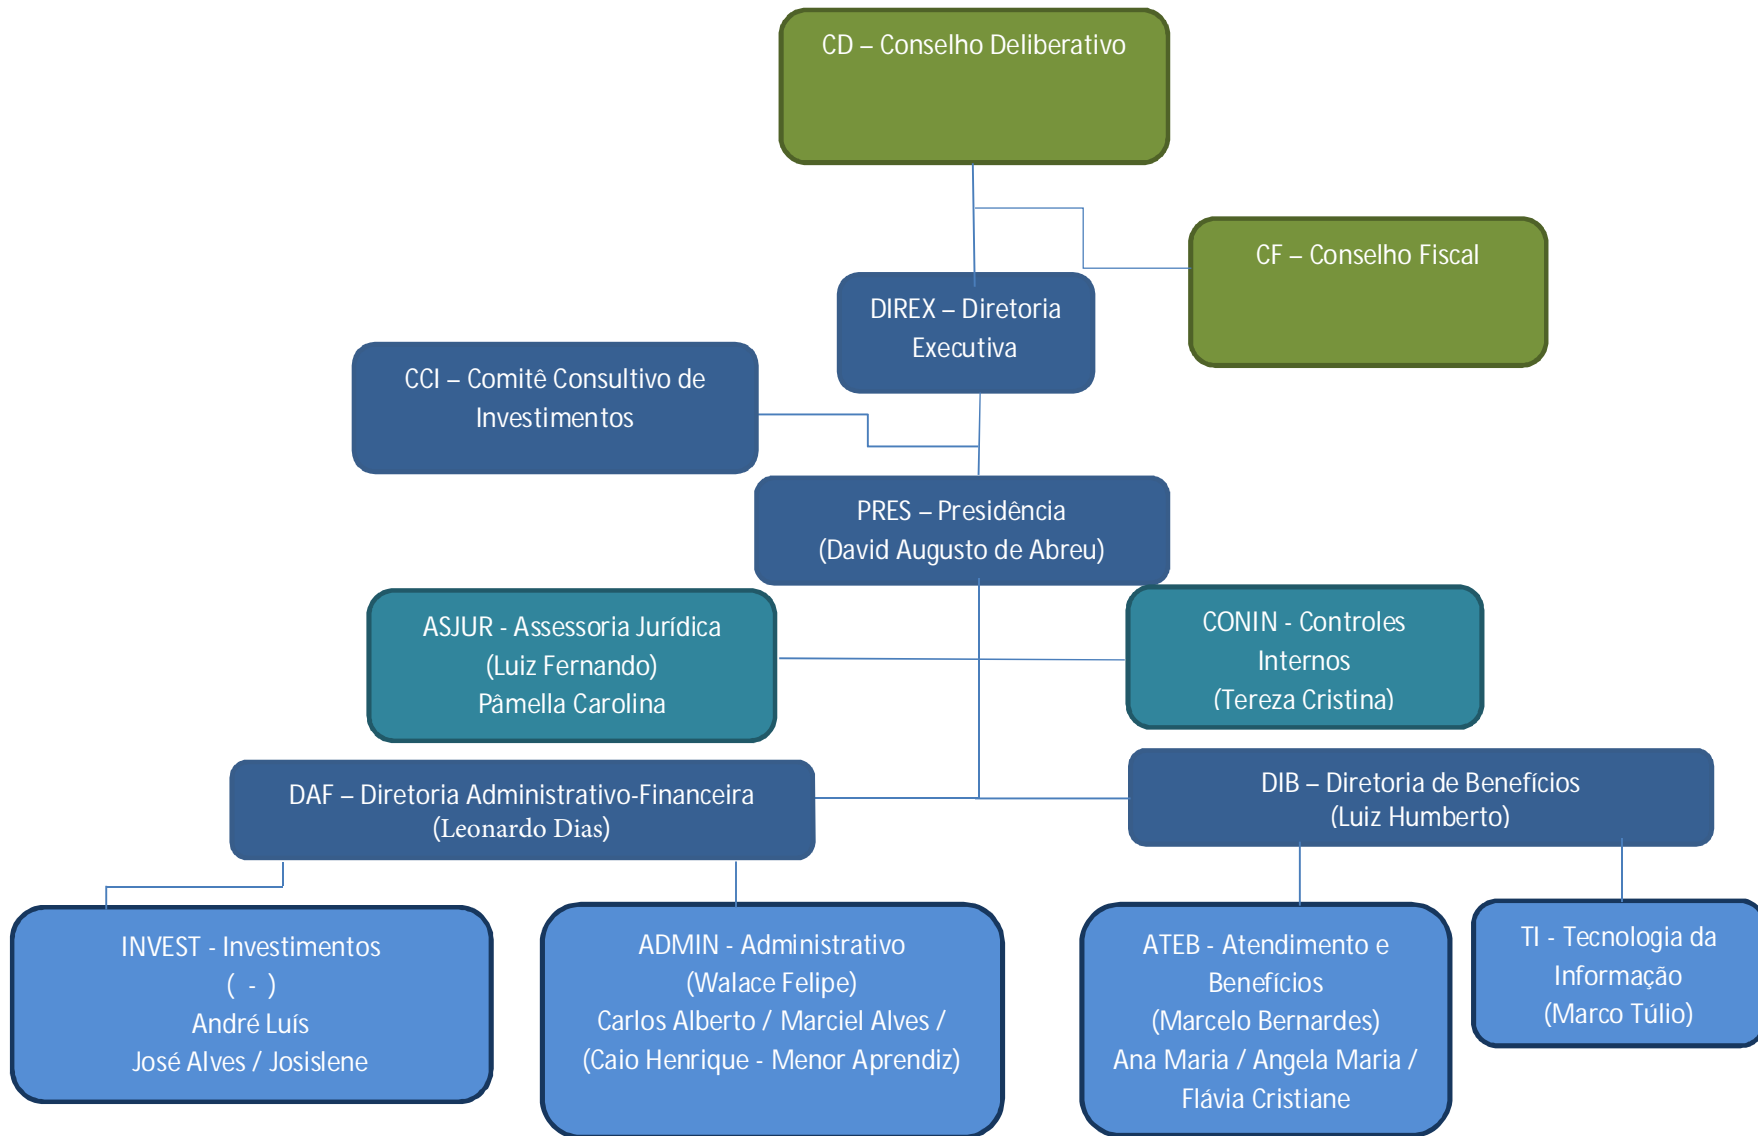 CD – Conselho Deliberativo
CF – Conselho Fiscal
DIREX – Diretoria
Executiva
CCI – Comitê Consultivo de
Investimentos
PRES – Presidência
(David Augusto de Abreu)
ASJUR - Assessoria Jurídica
(Luiz Fernando)
Pâmella Carolina
CONIN - Controles
Internos
(Tereza Cristina)
DAF – Diretoria Administrativo-Financeira
(Leonardo Dias)
DIB – Diretoria de Benefícios
(Luiz Humberto)
INVEST - Investimentos
( - )
André Luís
José Alves / Josislene
ADMIN - Administrativo
(Walace Felipe)
Carlos Alberto / Marciel Alves /
(Caio Henrique - Menor Aprendiz)
ATEB - Atendimento e
Benefícios
(Marcelo Bernardes)
Ana Maria / Angela Maria /
Flávia Cristiane
TI - Tecnologia da
Informação
(Marco Túlio)